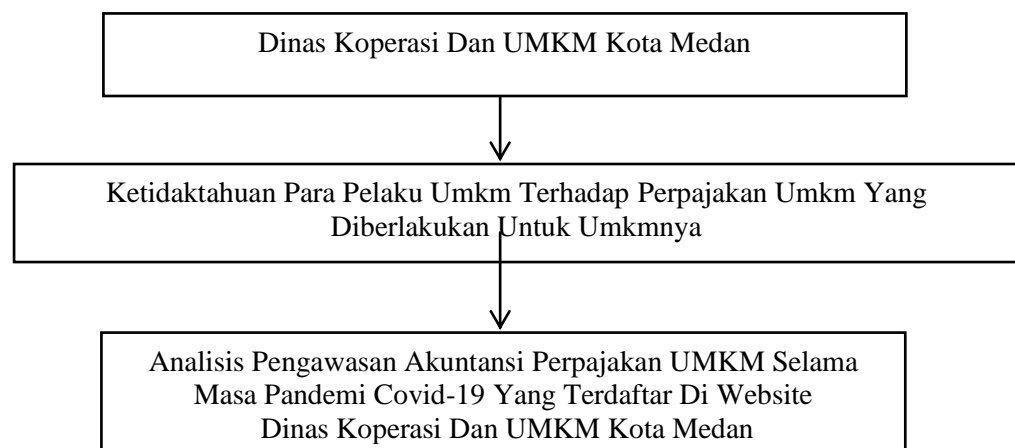 Dinas Koperasi Dan UMKM Kota Medan
Ketidaktahuan Para Pelaku Umkm Terhadap Perpajakan Umkm Yang
Diberlakukan Untuk Umkmnya
Analisis Pengawasan Akuntansi Perpajakan UMKM Selama
Masa Pandemi Covid-19 Yang Terdaftar Di Website
Dinas Koperasi Dan UMKM Kota Medan